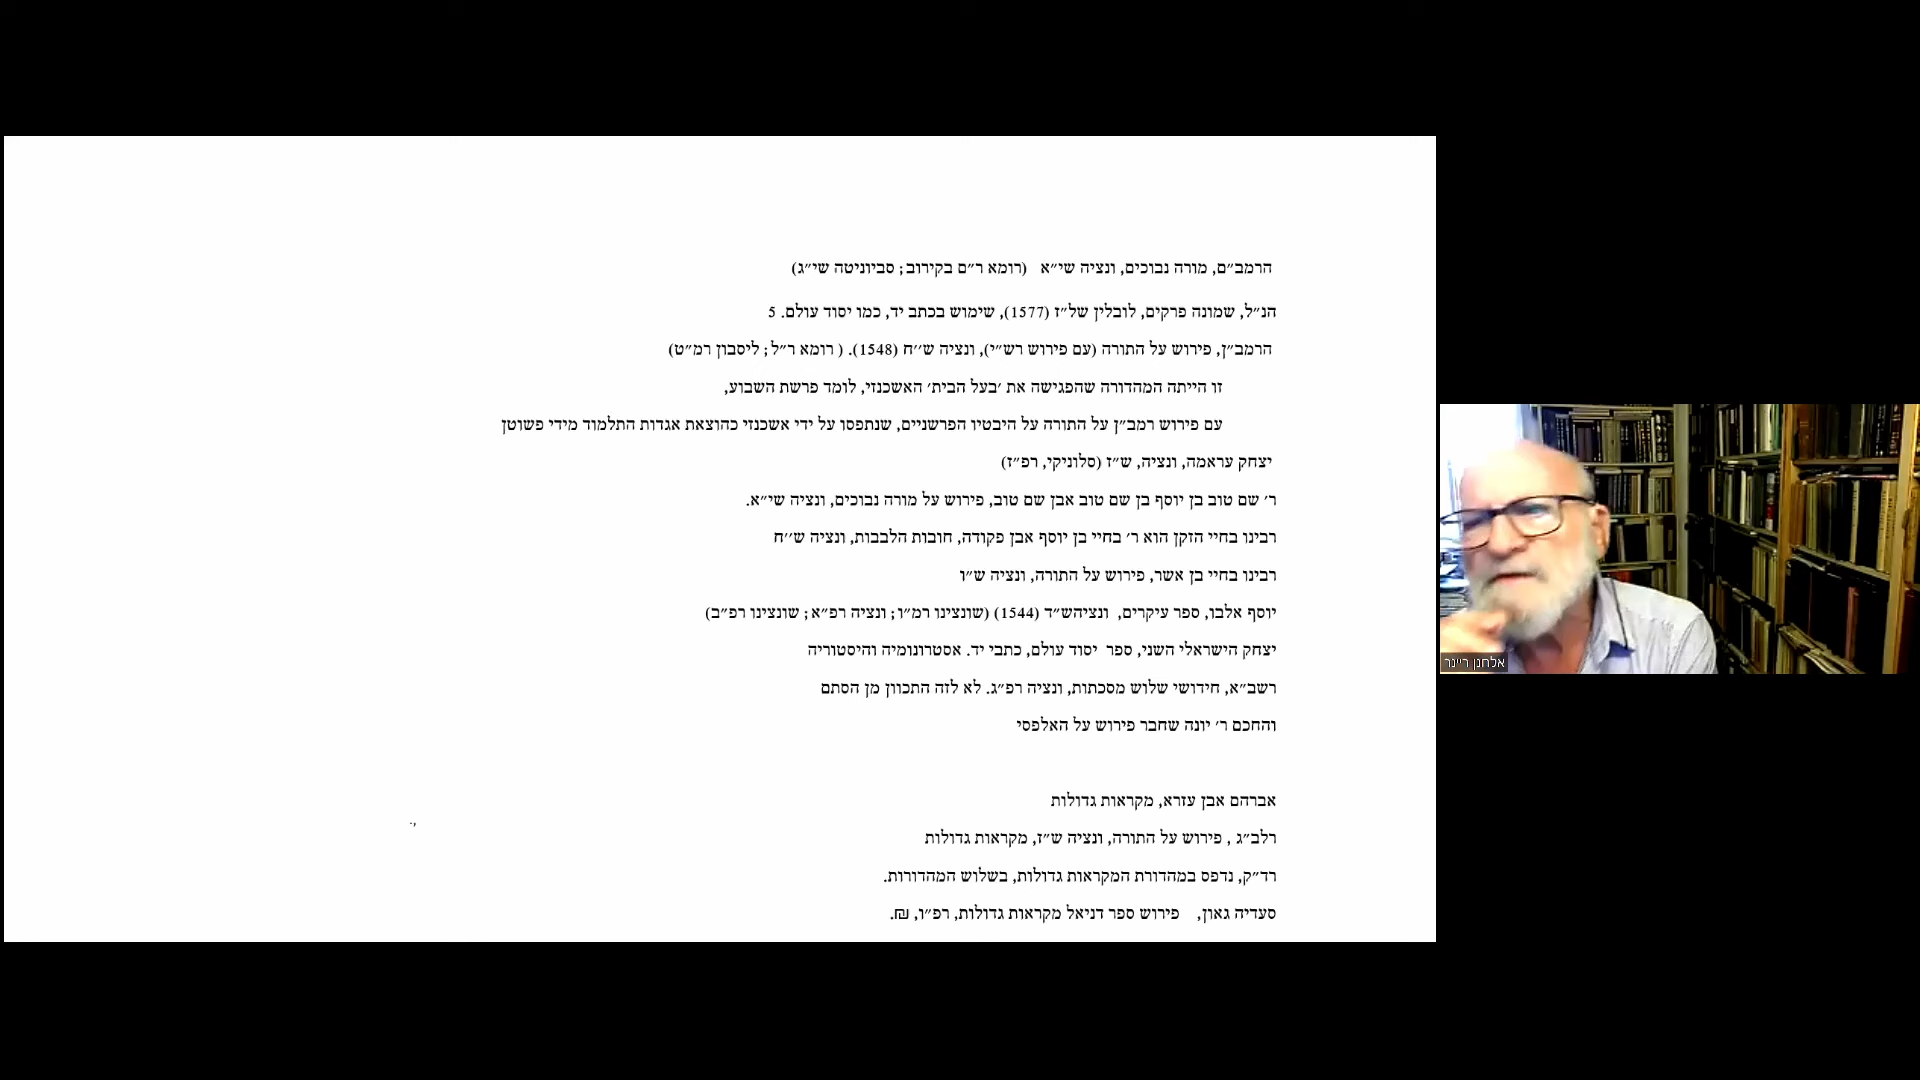 הרמב״ם, מורה נבוכים, ונציה שי״א (רומא ר״ם בקירוב; סביוניטה שי״ג)
הנ״ל, שמונה פרקים, לובלין של״ז (1577), שימוש בכתב יד, כמו יסוד עולם. 5
הרמב״ן, פירוש על התורה (עם פירוש רש״י), ונציה ש׳׳ח (1548). ( רומא ר״ל; ליסבון רמ״ט)
זו הייתה המהדורה שהפגישה את ׳בעל הבית׳ האשכנזי, לומד פרשת השבוע,
עם פירוש רמב״ן על התורה על היבטיו הפרשניים, שנתפסו על ידי אשכנזי כהוצאת אגדות התלמוד מידי פשוטן
יצחק עראמה, ונציה, ש״ז (סלוניקי, רפ״ז)
ר׳ שם טוב בן יוסף בן שם טוב אבן שם טוב, פירוש על מורה נבוכים, ונציה שי״א.
רבינו בחיי הזקן הוא ר׳ בחיי בן יוסף אבן פקודה, חובות הלבבות, ונציה ש׳׳ח
רבינו בחיי בן אשר, פירוש על התורה, ונציה ש״ו
יוסף אלבו, ספר עיקרים, ונציהש״ד (1544) (שונצינו רמ״ו; ונציה רפ״א; שונצינו רפ״ב)
יצחק הישראלי השני, ספר יסוד עולם, כתבי יד. אסטרונומיה והיסטוריה
רשב״א, חידושי שלוש מסכתות, ונציה רפ״ג. לא לזה התכוון מן הסתם
והחכם ר׳ יונה שחבר פירוש על האלפסי
אברהם אבן עזרא, מקראות גדולות
,.
רלב״ג , פירוש על התורה, ונציה ש״ז, מקראות גדולות
רד״ק, נדפס במהדורת המקראות גדולות, בשלוש המהדורות.
סעדיה גאון, פירוש ספר דניאל מקראות גדולות, רפ״ו, ₪.
אלחנן ריינר